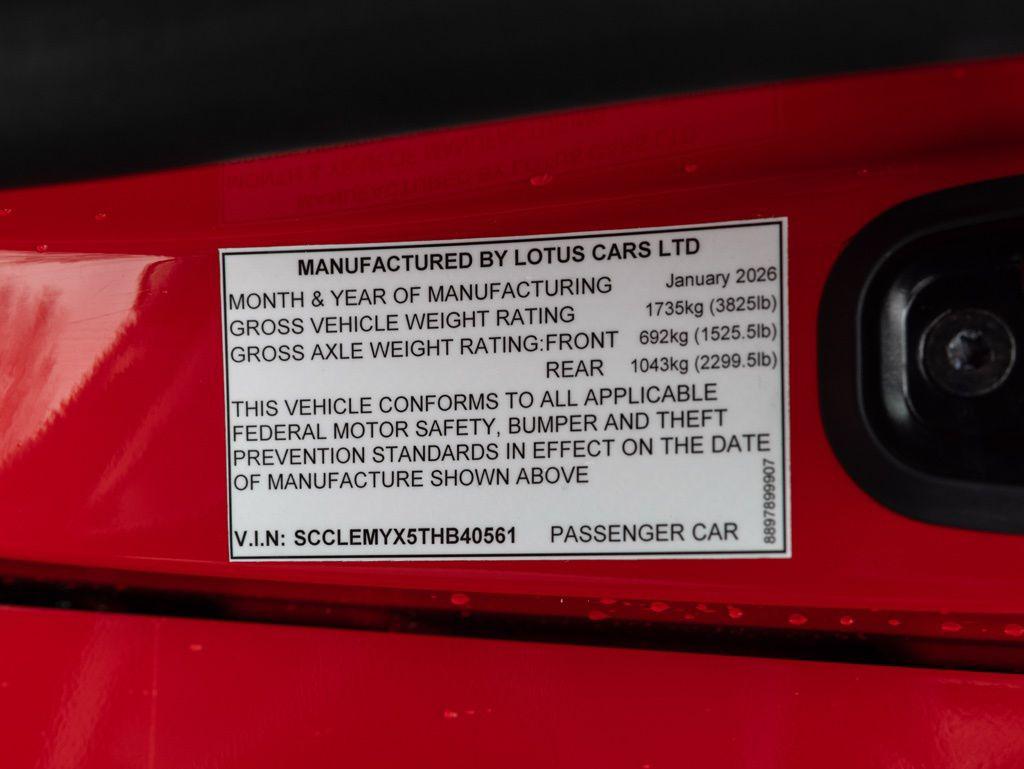 MANUFACTURED BY LOTUS CARS LTD
MONTH & YEAR OF MANUFACTURING January 2026
GROSS VEHICLE WEIGHT RATING 1735kg (3825lb)
GROSS AXLE WEIGHT RATING: FRONT 692kg (1525.5lb)
REAR 1043kg (2299.5lb)
THIS VEHICLE CONFORMS TO ALL APPLICABLE
FEDERAL MOTOR SAFETY, BUMPER AND THEFT
PREVENTION STANDARDS IN EFFECT ON THE DATE
OF MANUFACTURE SHOWN ABOVE
V.I.N: SCCLEMYX5THB40561 PASSENGER CAR
8897899907